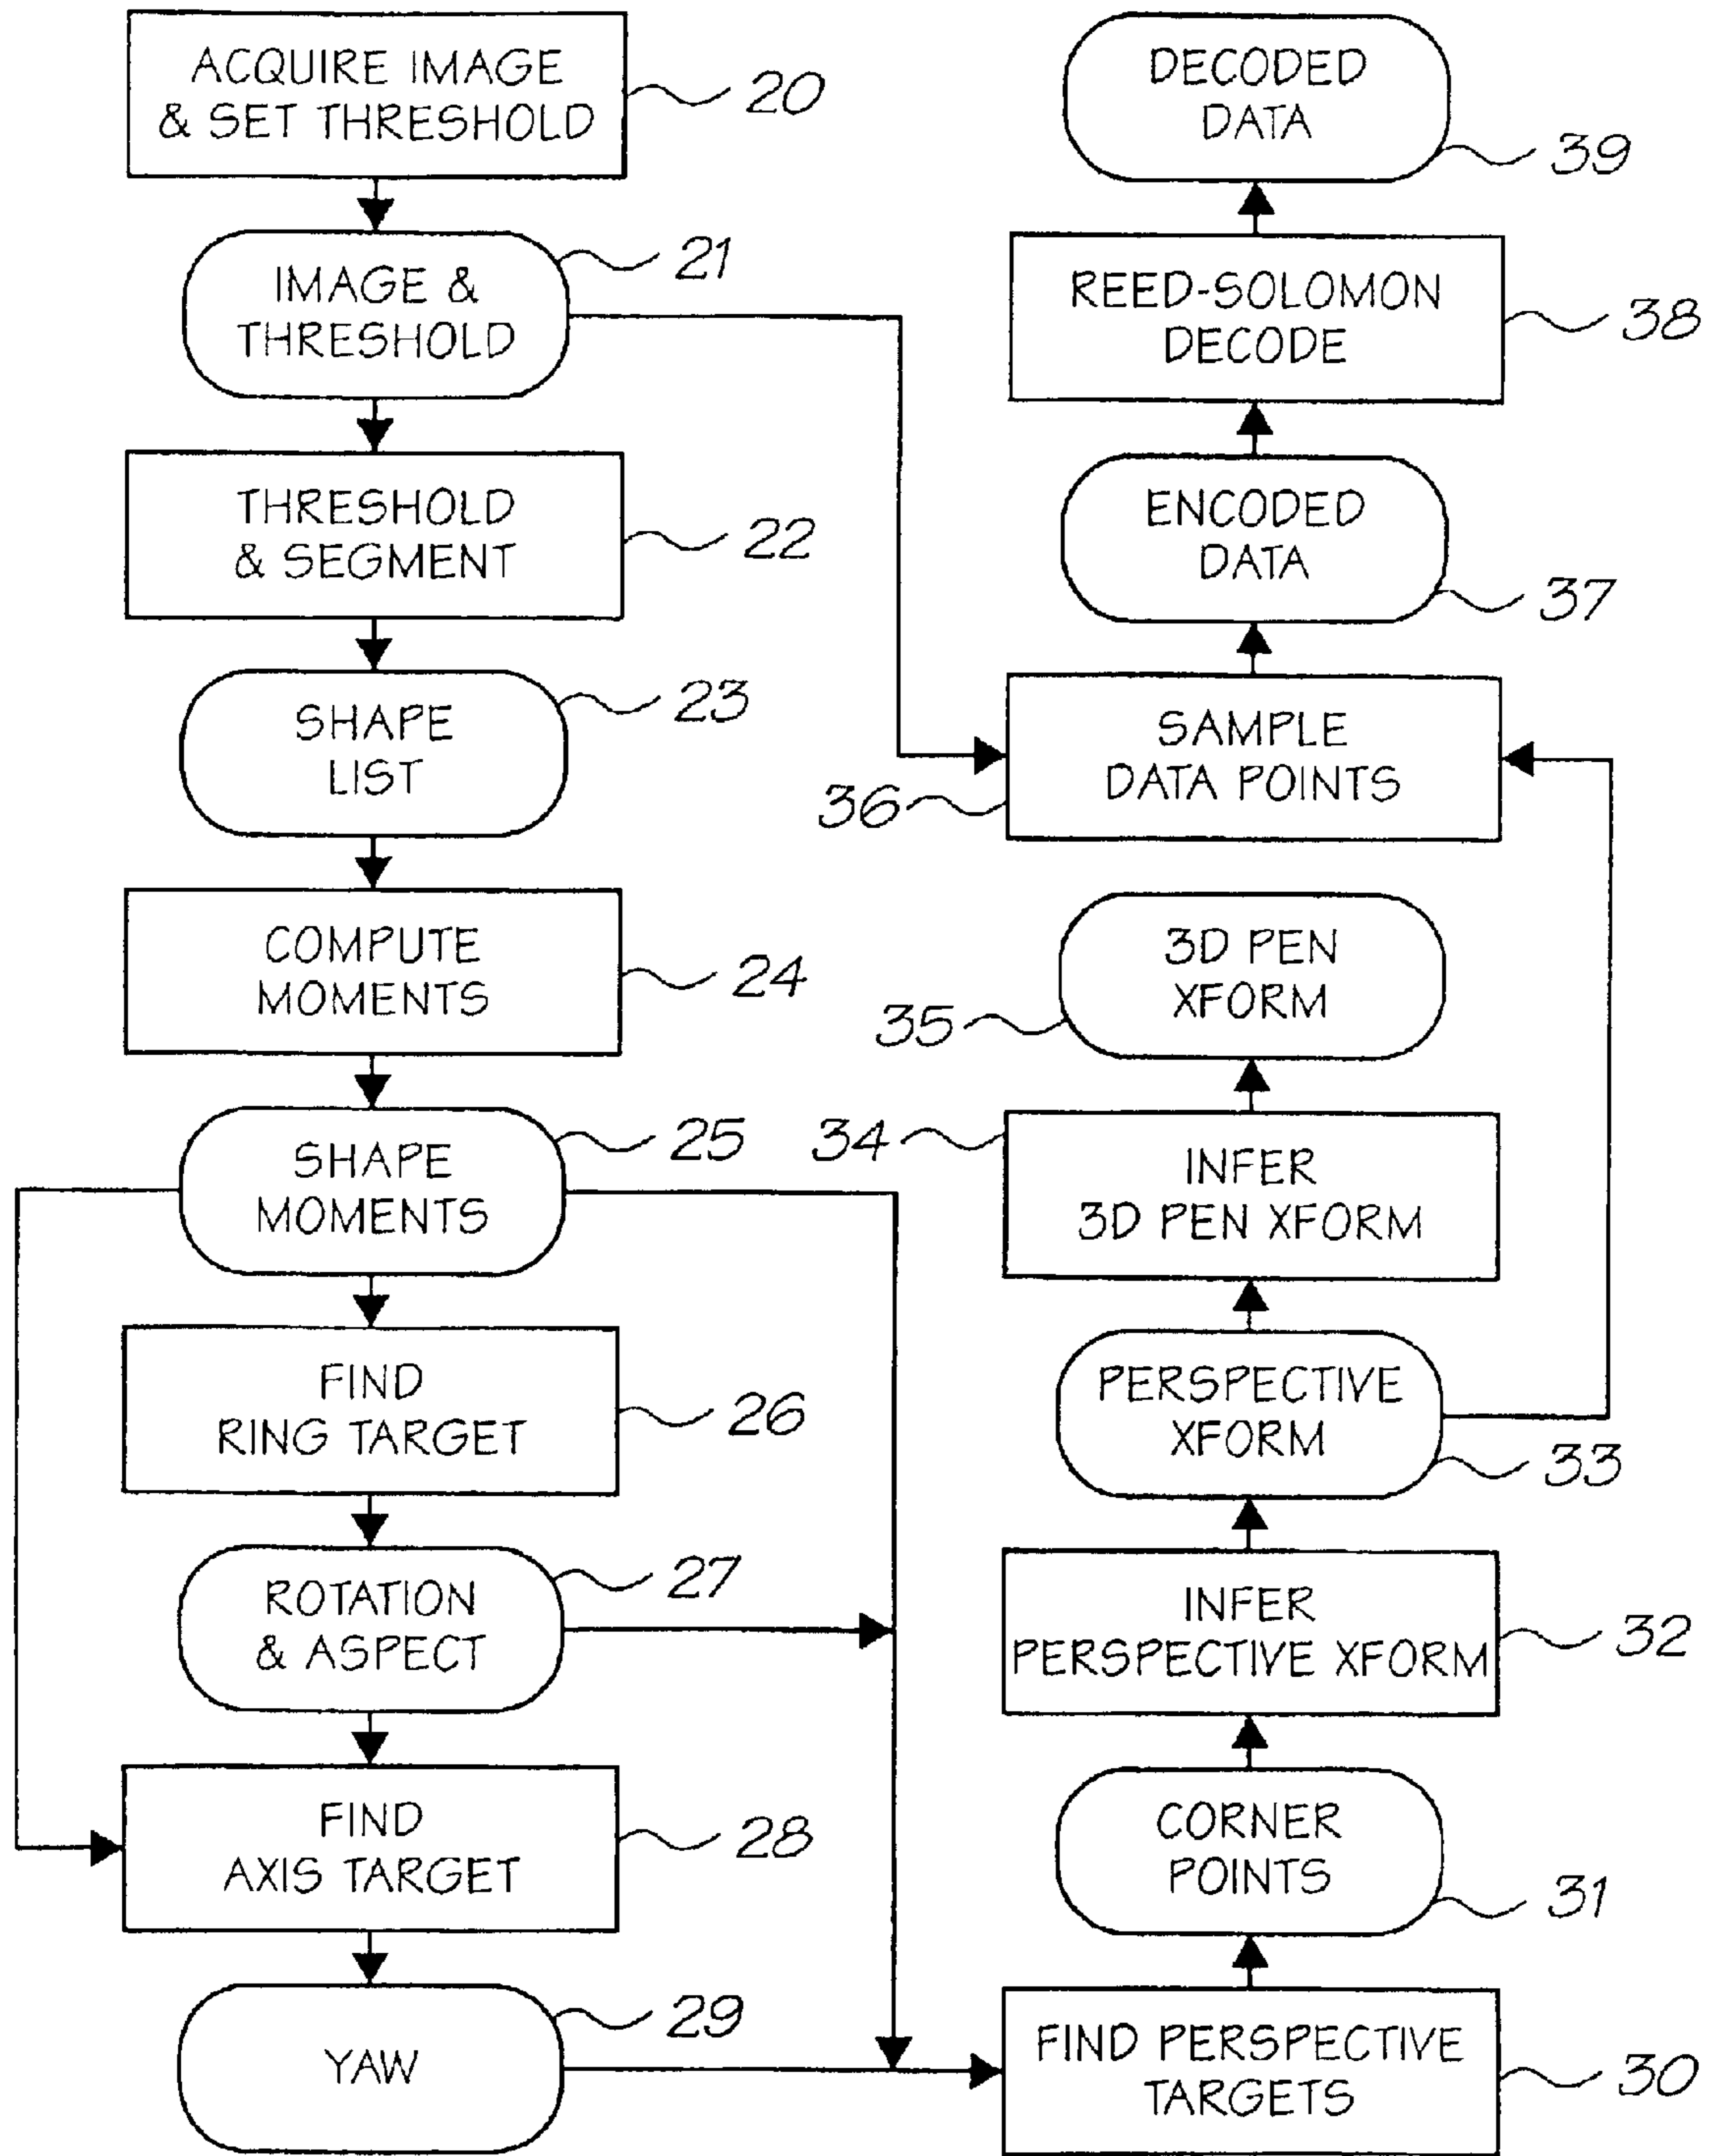 ACQUIRE IMAGE
& SET THRESHOLD
20
IMAGE &
THRESHOLD
21
THRESHOLD
& SEGMENT
22
SHAPE
LIST
23
COMPUTE
MOMENTS
24
SHAPE
MOMENTS
25
FIND
RING TARGET
26
ROTATION
& ASPECT
27
FIND
AXIS TARGET
28
YAW
29
DECODED
DATA
39
REED-SOLOMON
DECODE
38
ENCODED
DATA
37
SAMPLE
DATA POINTS
36
3D PEN
XFORM
35
INFER
3D PEN XFORM
34
PERSPECTIVE
XFORM
33
INFER
PERSPECTIVE XFORM
32
CORNER
POINTS
31
FIND PERSPECTIVE
TARGETS
30